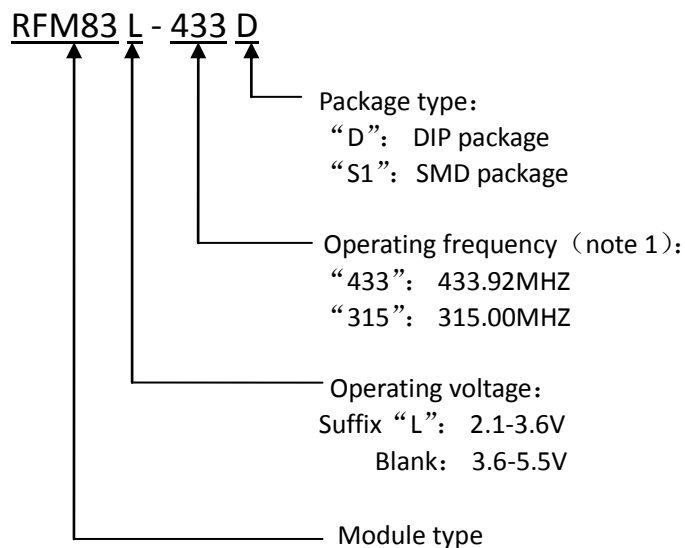 RFM83 L - 433 D
Package type：
“D”： DIP package
“S1”： SMD package
Operating frequency（note 1）：
“433”： 433.92MHZ
“315”： 315.00MHZ
Operating voltage：
Suffix “L”： 2.1-3.6V
Blank： 3.6-5.5V
Module type